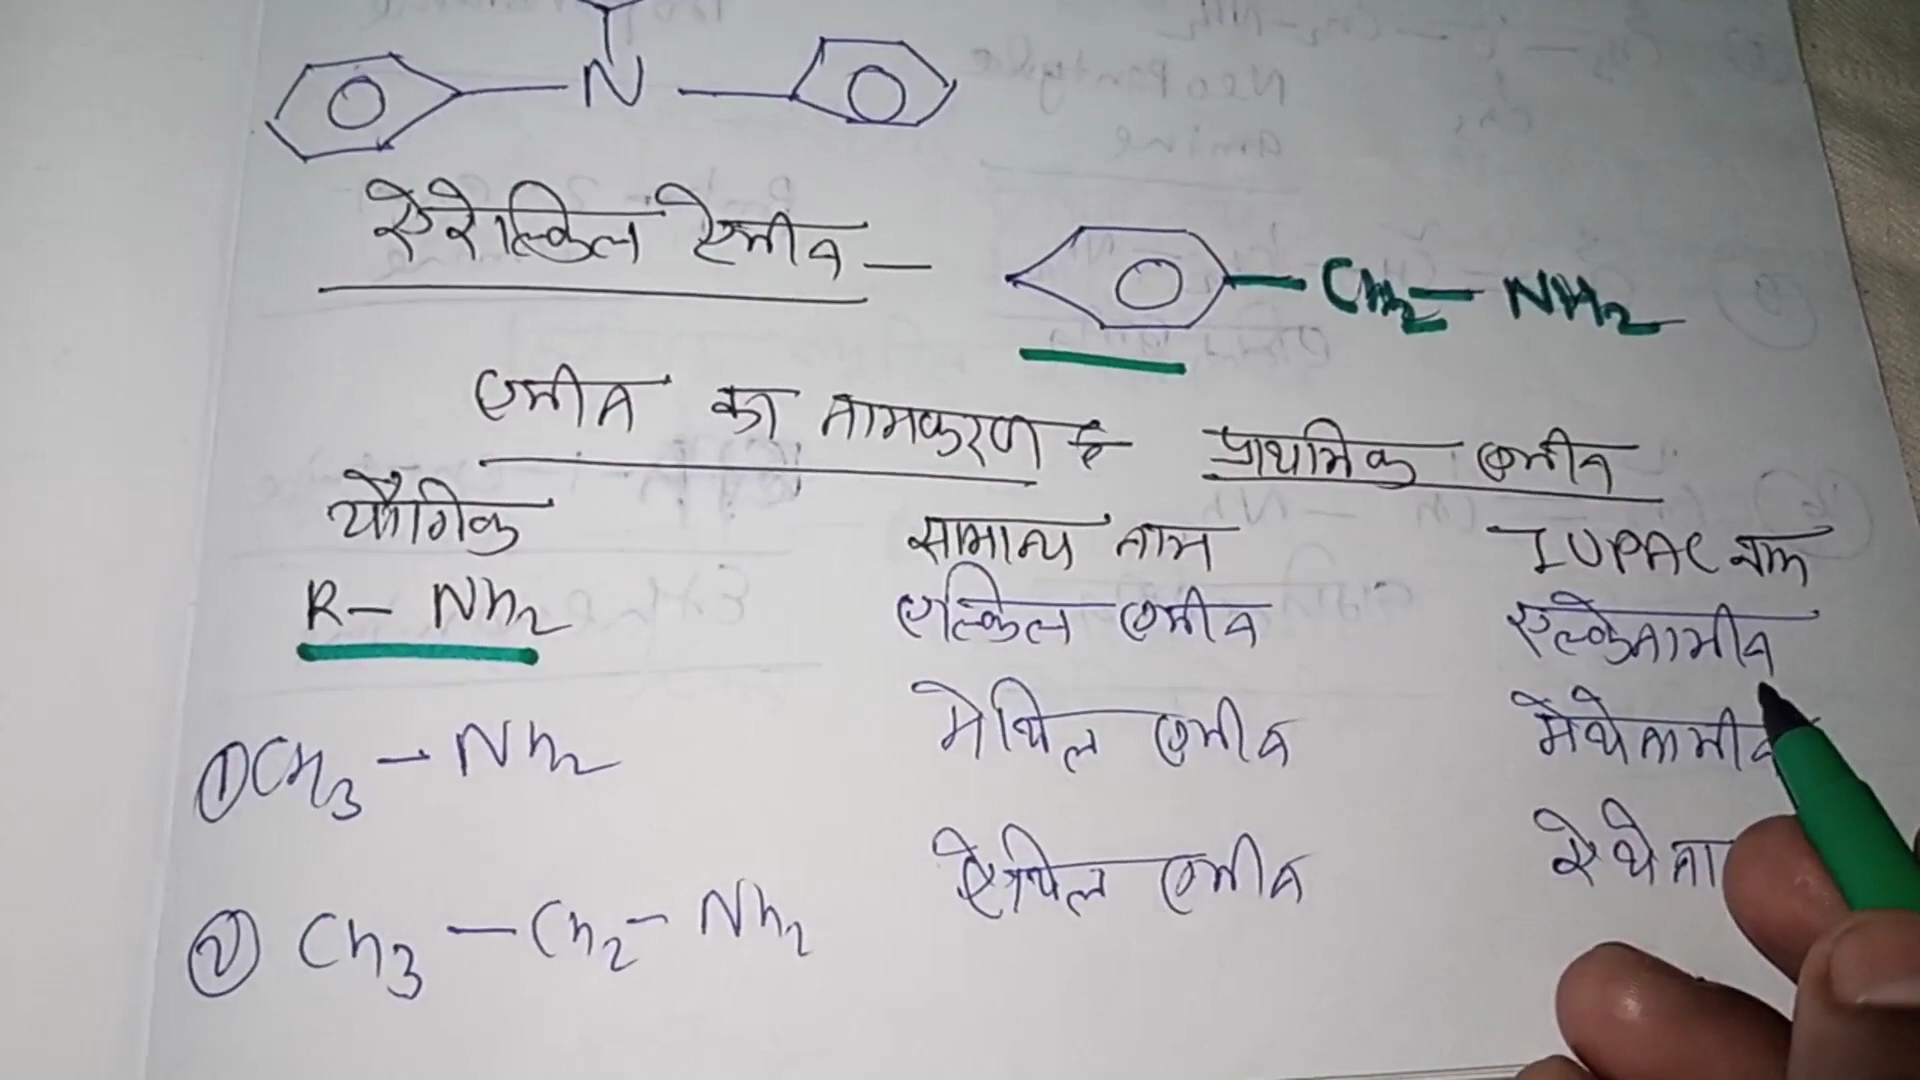 N
ऐरेल्किल ऐमीन — CH2 — NH2
एमीन का नामकरण ÷ प्राथमिक एमीन
यौगिक सामान्य नाम IUPAC नाम
R — NH2 एल्किल एमीन एल्केनामीन
① CH3 — NH2 मेथिल एमीन मेथेनामीन
② CH3 — CH2 — NH2 ऐथिल एमीन ऐथेना